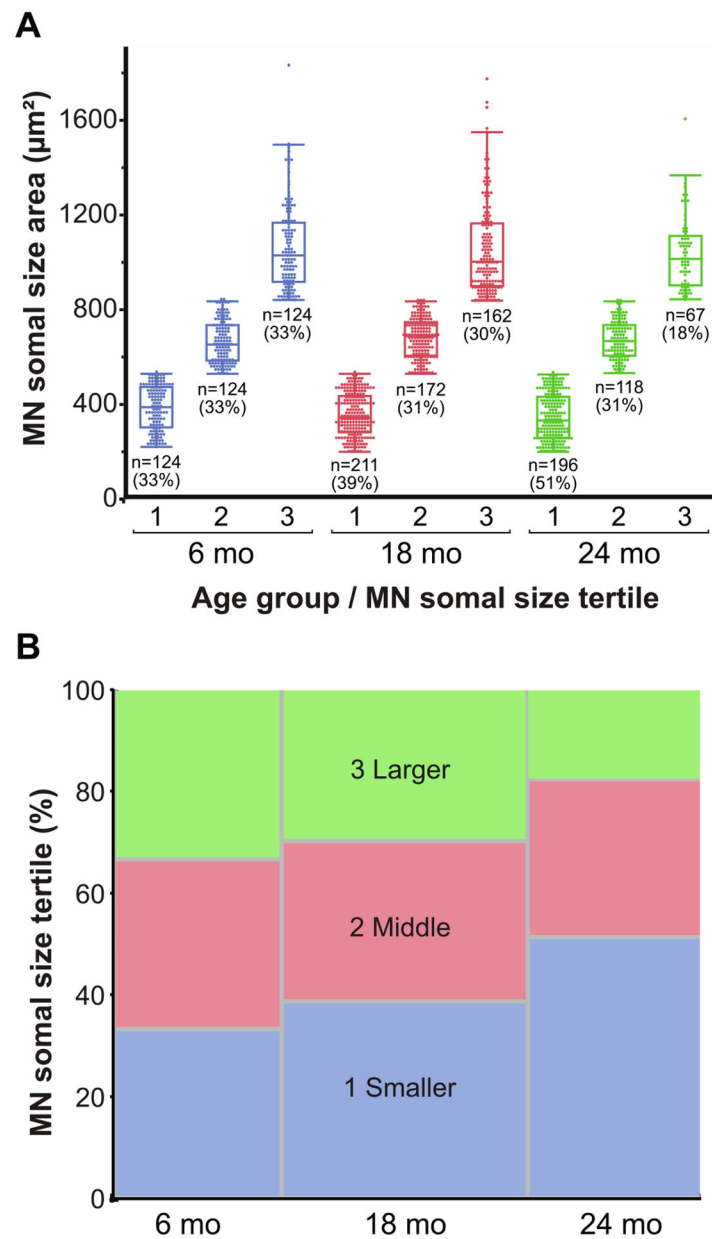 A
MN somal size area (µm²)
1600
1200
800
400
0
n=124
(33%)
n=124
(33%)
n=124
(33%)
n=211
(39%)
n=172
(31%)
n=162
(30%)
n=196
(51%)
n=118
(31%)
n=67
(18%)
1 2 3 1 2 3 1 2 3
6 mo 18 mo 24 mo
Age group / MN somal size tertile
B
MN somal size tertile (%)
100
80
60
40
20
0
3 Larger
2 Middle
1 Smaller
6 mo 18 mo 24 mo